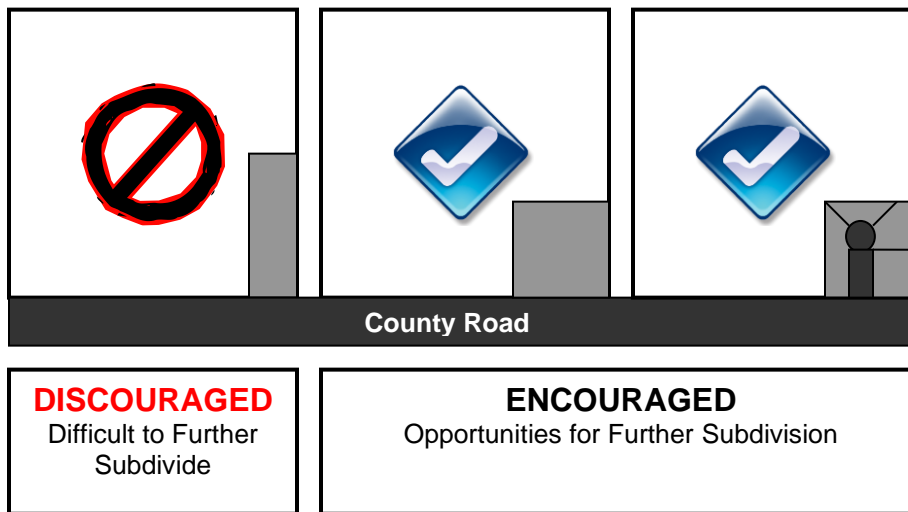 County Road
DISCOURAGED
Difficult to Further
Subdivide
ENCOURAGED
Opportunities for Further Subdivision